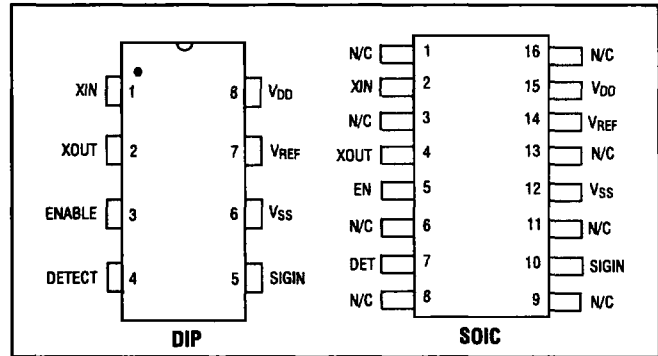 XIN 1 8 VDD
XOUT 2 7 VREF
ENABLE 3 6 VSS
DETECT 4 5 SIGIN
DIP
N/C 1 16 N/C
XIN 2 15 VDD
N/C 3 14 VREF
XOUT 4 13 N/C
EN 5 12 VSS
N/C 6 11 N/C
DET 7 10 SIGIN
N/C 8 9 N/C
SOIC